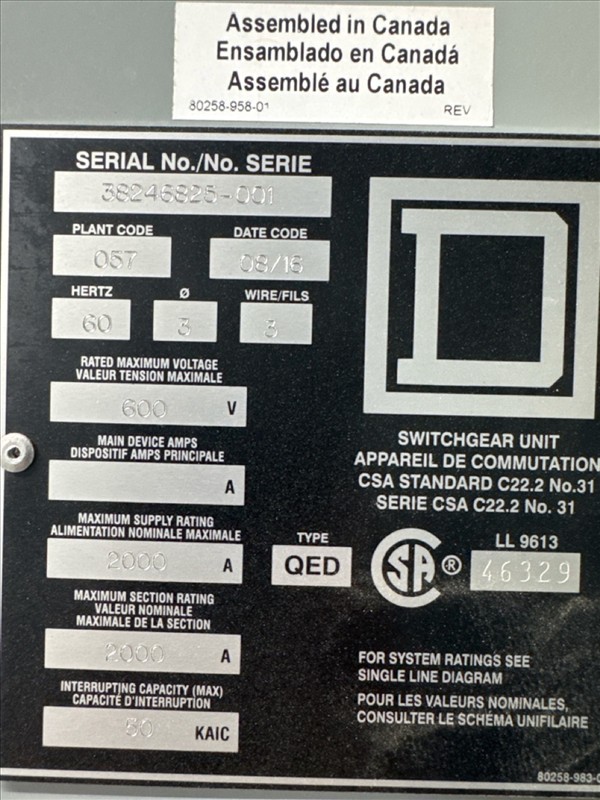 Assembled in Canada
Ensamblado en Canadá
Assemblé au Canada
80258-958-01 REV
SERIAL No./No. SERIE
38246825-001
PLANT CODE DATE CODE
057 08/16
HERTZ Ø WIRE/FILS
60 3 3
RATED MAXIMUM VOLTAGE
VALEUR TENSION MAXIMALE
600 V
MAIN DEVICE AMPS
DISPOSITIF AMPS PRINCIPALE
A
MAXIMUM SUPPLY RATING
ALIMENTATION NOMINALE MAXIMALE
2000 A
MAXIMUM SECTION RATING
VALEUR NOMINALE
MAXIMALE DE LA SECTION
2000 A
INTERRUPTING CAPACITY (MAX)
CAPACITÉ D'INTERRUPTION
50 KAIC
D
SWITCHGEAR UNIT
APPAREIL DE COMMUTATION
CSA STANDARD C22.2 No.31
SERIE CSA C22.2 No. 31
TYPE
QED
CSA ®
LL 9613
46329
FOR SYSTEM RATINGS SEE
SINGLE LINE DIAGRAM
POUR LES VALEURS NOMINALES,
CONSULTER LE SCHÉMA UNIFILAIRE
80258-983-0